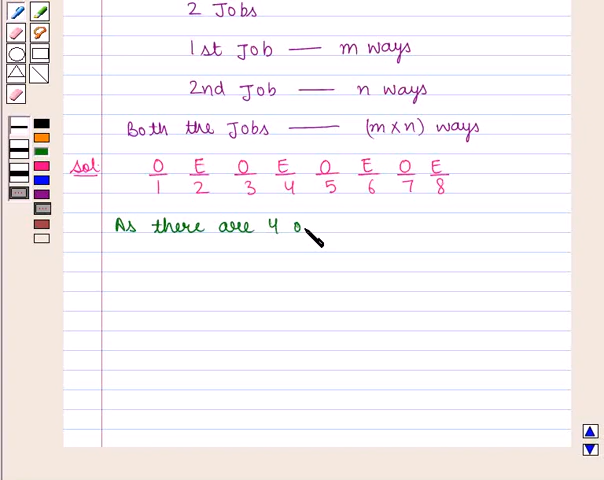 2 Jobs
1st Job — m ways
2nd Job — n ways
Both the Jobs — (m×n) ways
Sol: O E O E O E O E
1 2 3 4 5 6 7 8
As there are 4 o